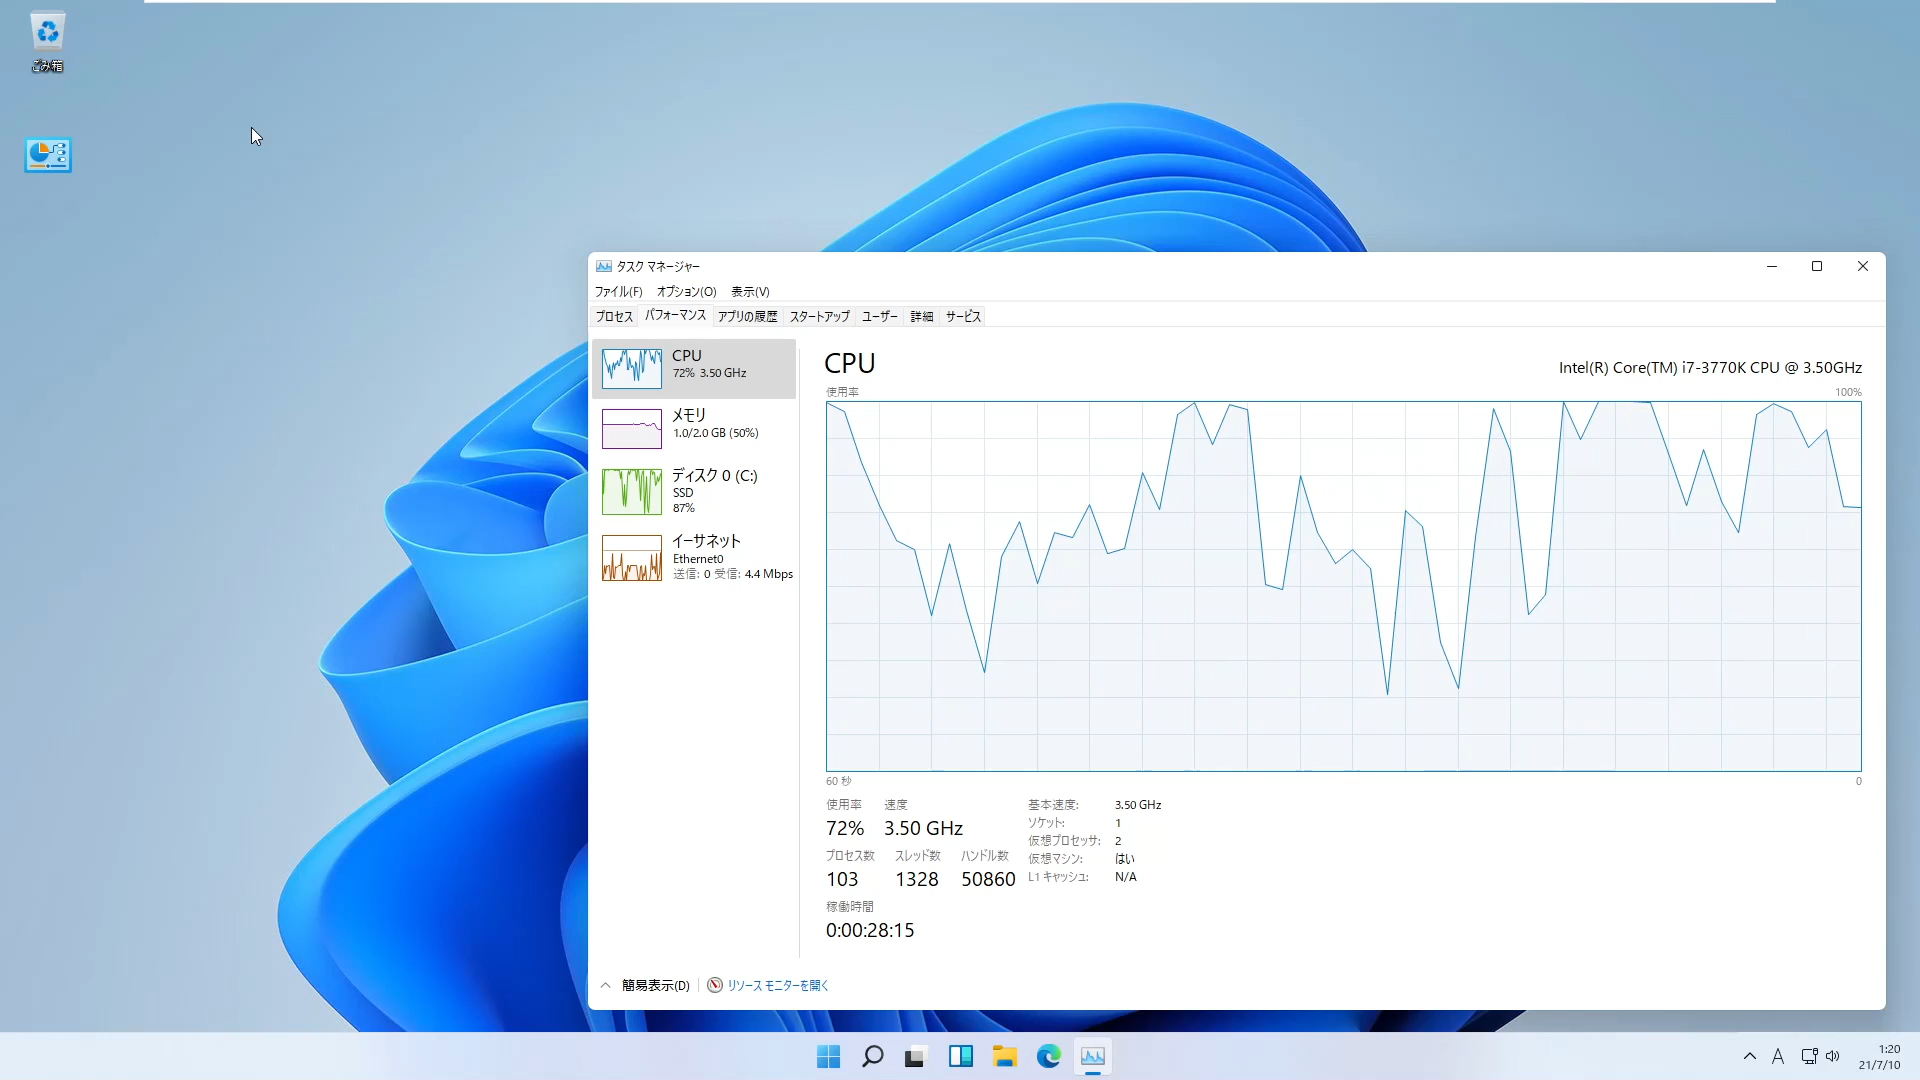 ごみ箱
タスク マネージャー
ファイル(F) オプション(O) 表示(V)
プロセス パフォーマンス アプリの履歴 スタートアップ ユーザー 詳細 サービス
CPU
72% 3.50 GHz
メモリ
1.0/2.0 GB (50%)
ディスク 0 (C:)
SSD
87%
イーサネット
Ethernet0
送信: 0 受信: 4.4 Mbps
CPU
Intel(R) Core(TM) i7-3770K CPU @ 3.50GHz
使用率
100%
60 秒
0
使用率 速度
72% 3.50 GHz
プロセス数 スレッド数 ハンドル数
103 1328 50860
稼働時間
0:00:28:15
基本速度: 3.50 GHz
ソケット: 1
仮想プロセッサ: 2
仮想マシン: はい
L1 キャッシュ: N/A
簡易表示(D)
リソース モニターを開く
A
1:20
21/7/10